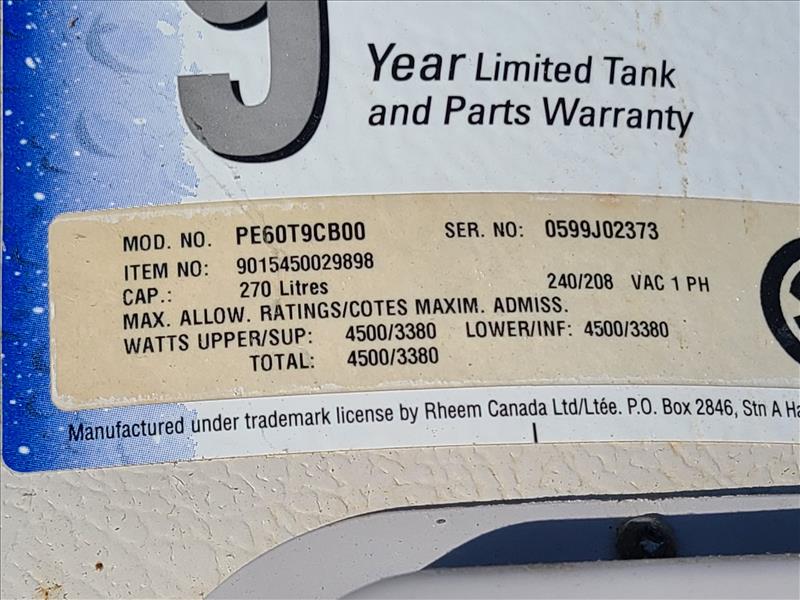 9
Year Limited Tank
and Parts Warranty
MOD. NO. PE60T9CB00 SER. NO: 0599J02373
ITEM NO: 9015450029898
CAP.: 270 Litres 240/208 VAC 1 PH
MAX. ALLOW. RATINGS/COTES MAXIM. ADMISS.
WATTS UPPER/SUP: 4500/3380 LOWER/INF: 4500/3380
TOTAL: 4500/3380
Manufactured under trademark license by Rheem Canada Ltd/Ltée. P.O. Box 2846, Stn A Ha